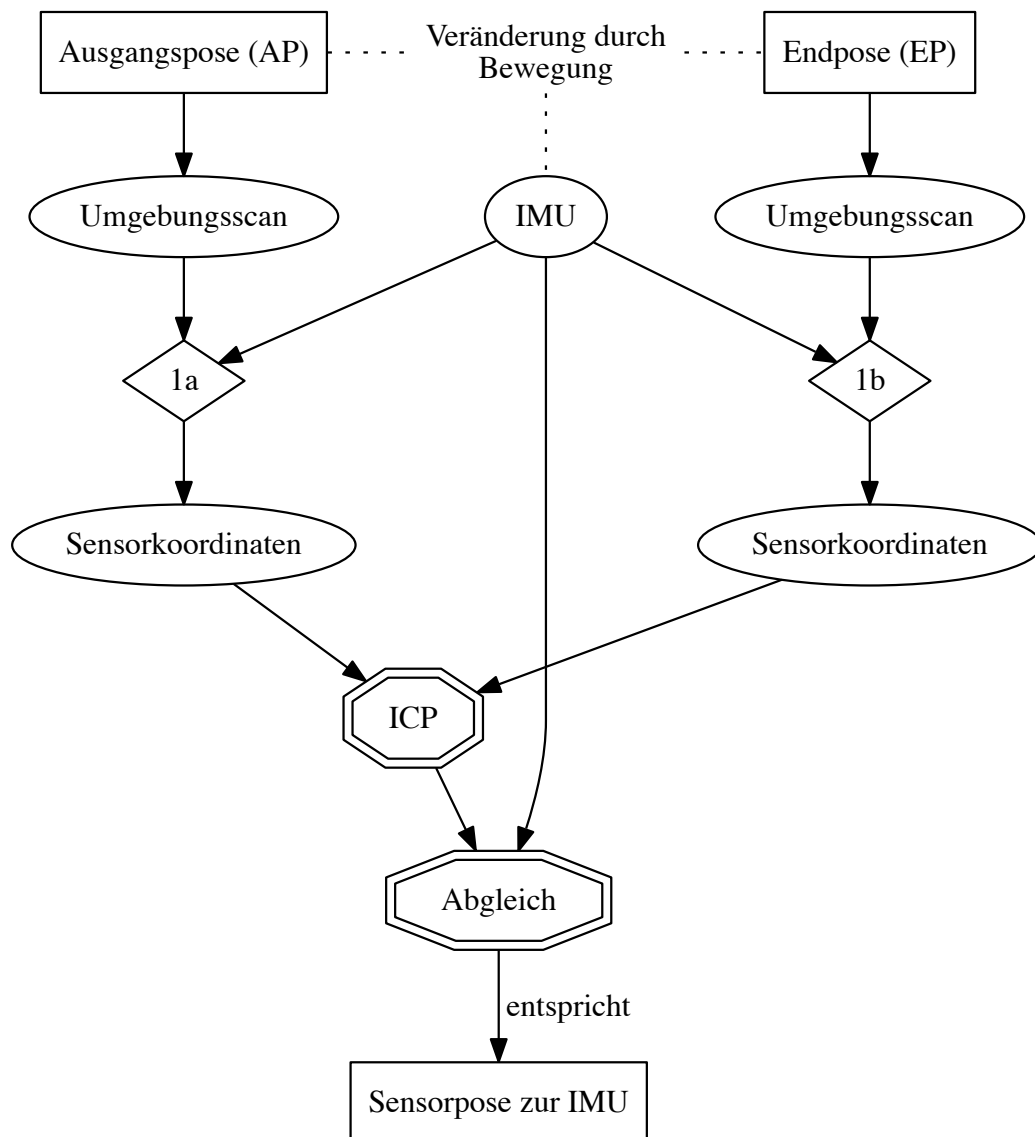 Ausgangspose (AP)
Veränderung durch
Bewegung
Endpose (EP)
Umgebungsscan
IMU
Umgebungsscan
1a
1b
Sensorkoordinaten
Sensorkoordinaten
ICP
Abgleich
entspricht
Sensorpose zur IMU